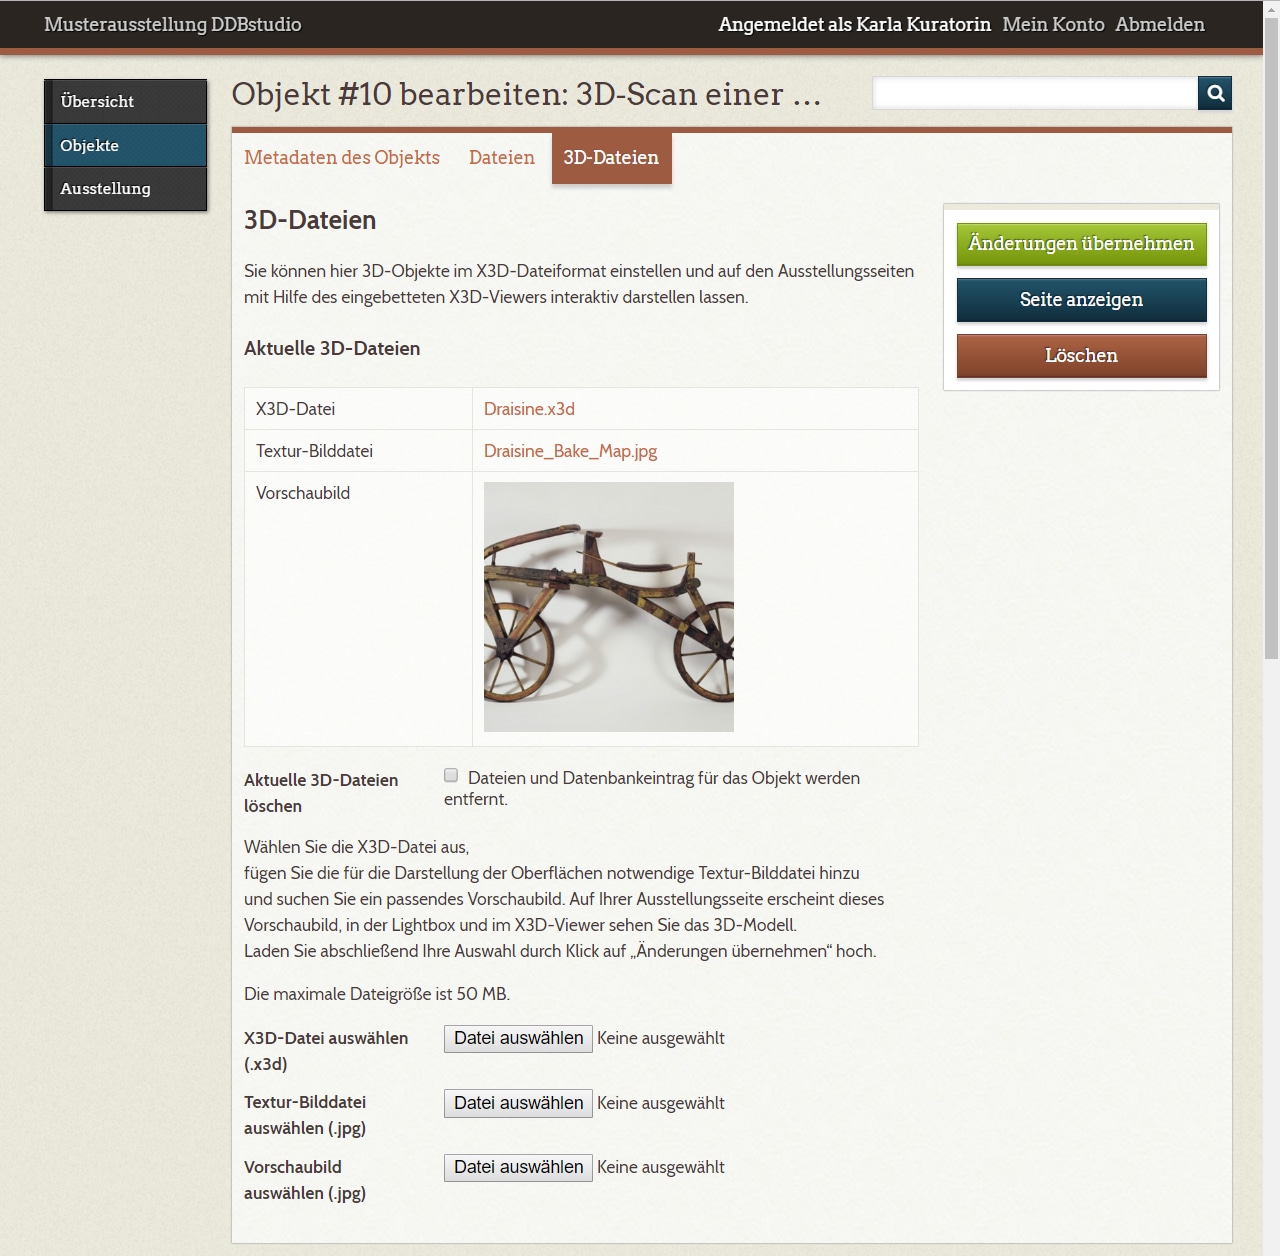 Musterausstellung DDBstudio
Angemeldet als Karla Kuratorin Mein Konto Abmelden
Übersicht
Objekte
Ausstellung
Objekt #10 bearbeiten: 3D-Scan einer …
Metadaten des Objekts Dateien 3D-Dateien
3D-Dateien
Sie können hier 3D-Objekte im X3D-Dateiformat einstellen und auf den Ausstellungsseiten
mit Hilfe des eingebetteten X3D-Viewers interaktiv darstellen lassen.
Aktuelle 3D-Dateien
X3D-Datei Draisine.x3d
Textur-Bilddatei Draisine_Bake_Map.jpg
Vorschaubild
Aktuelle 3D-Dateien
löschen
Dateien und Datenbankeintrag für das Objekt werden
entfernt.
Wählen Sie die X3D-Datei aus,
fügen Sie die für die Darstellung der Oberflächen notwendige Textur-Bilddatei hinzu
und suchen Sie ein passendes Vorschaubild. Auf Ihrer Ausstellungsseite erscheint dieses
Vorschaubild, in der Lightbox und im X3D-Viewer sehen Sie das 3D-Modell.
Laden Sie abschließend Ihre Auswahl durch Klick auf „Änderungen übernehmen“ hoch.
Die maximale Dateigröße ist 50 MB.
X3D-Datei auswählen
(.x3d)
Datei auswählen Keine ausgewählt
Textur-Bilddatei
auswählen (.jpg)
Datei auswählen Keine ausgewählt
Vorschaubild
auswählen (.jpg)
Datei auswählen Keine ausgewählt
Änderungen übernehmen
Seite anzeigen
Löschen